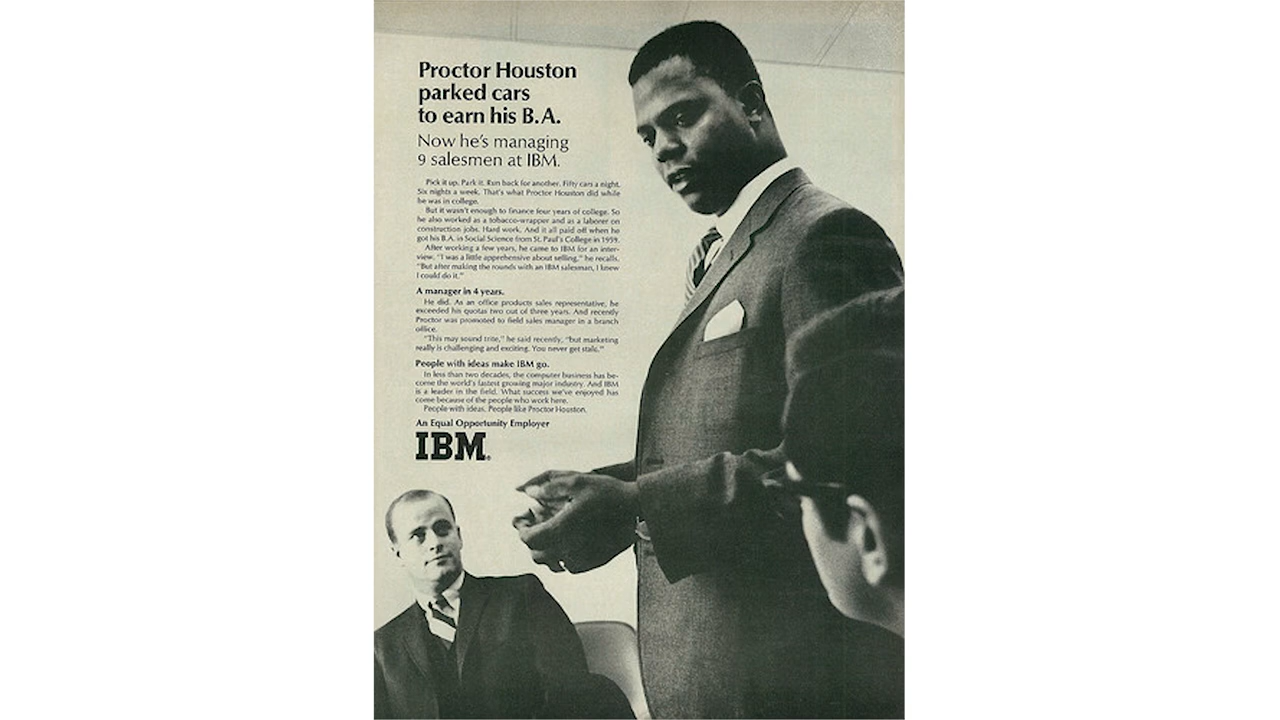 Proctor Houston
parked cars
to earn his B.A.
Now he's managing
9 salesmen at IBM.
Pick it up. Park it. Run back for another. Fifty cars a night.
Six nights a week. That's what Proctor Houston did while
he was in college.
But it wasn't enough to finance four years of college. So
he also worked as a tobacco-wrapper and as a laborer on
construction jobs. Hard work. And it all paid off when he
got his B.A. in Social Science from St. Paul's College in 1959.
After working a few years, he came to IBM for an inter-
view. "I was a little apprehensive about selling," he recalls.
"But after making the rounds with an IBM salesman, I knew
I could do it."
A manager in 4 years.
He did. As an office products sales representative, he
exceeded his quotas two out of three years. And recently
Proctor was promoted to field sales manager in a branch
office.
"This may sound trite," he said recently, "but marketing
really is challenging and exciting. You never get stale."
People with ideas make IBM go.
In less than two decades, the computer business has be-
come the world's fastest growing major industry. And IBM
is a leader in the field. What success we've enjoyed has
come because of the people who work here.
People with ideas. People like Proctor Houston.
An Equal Opportunity Employer
IBM®